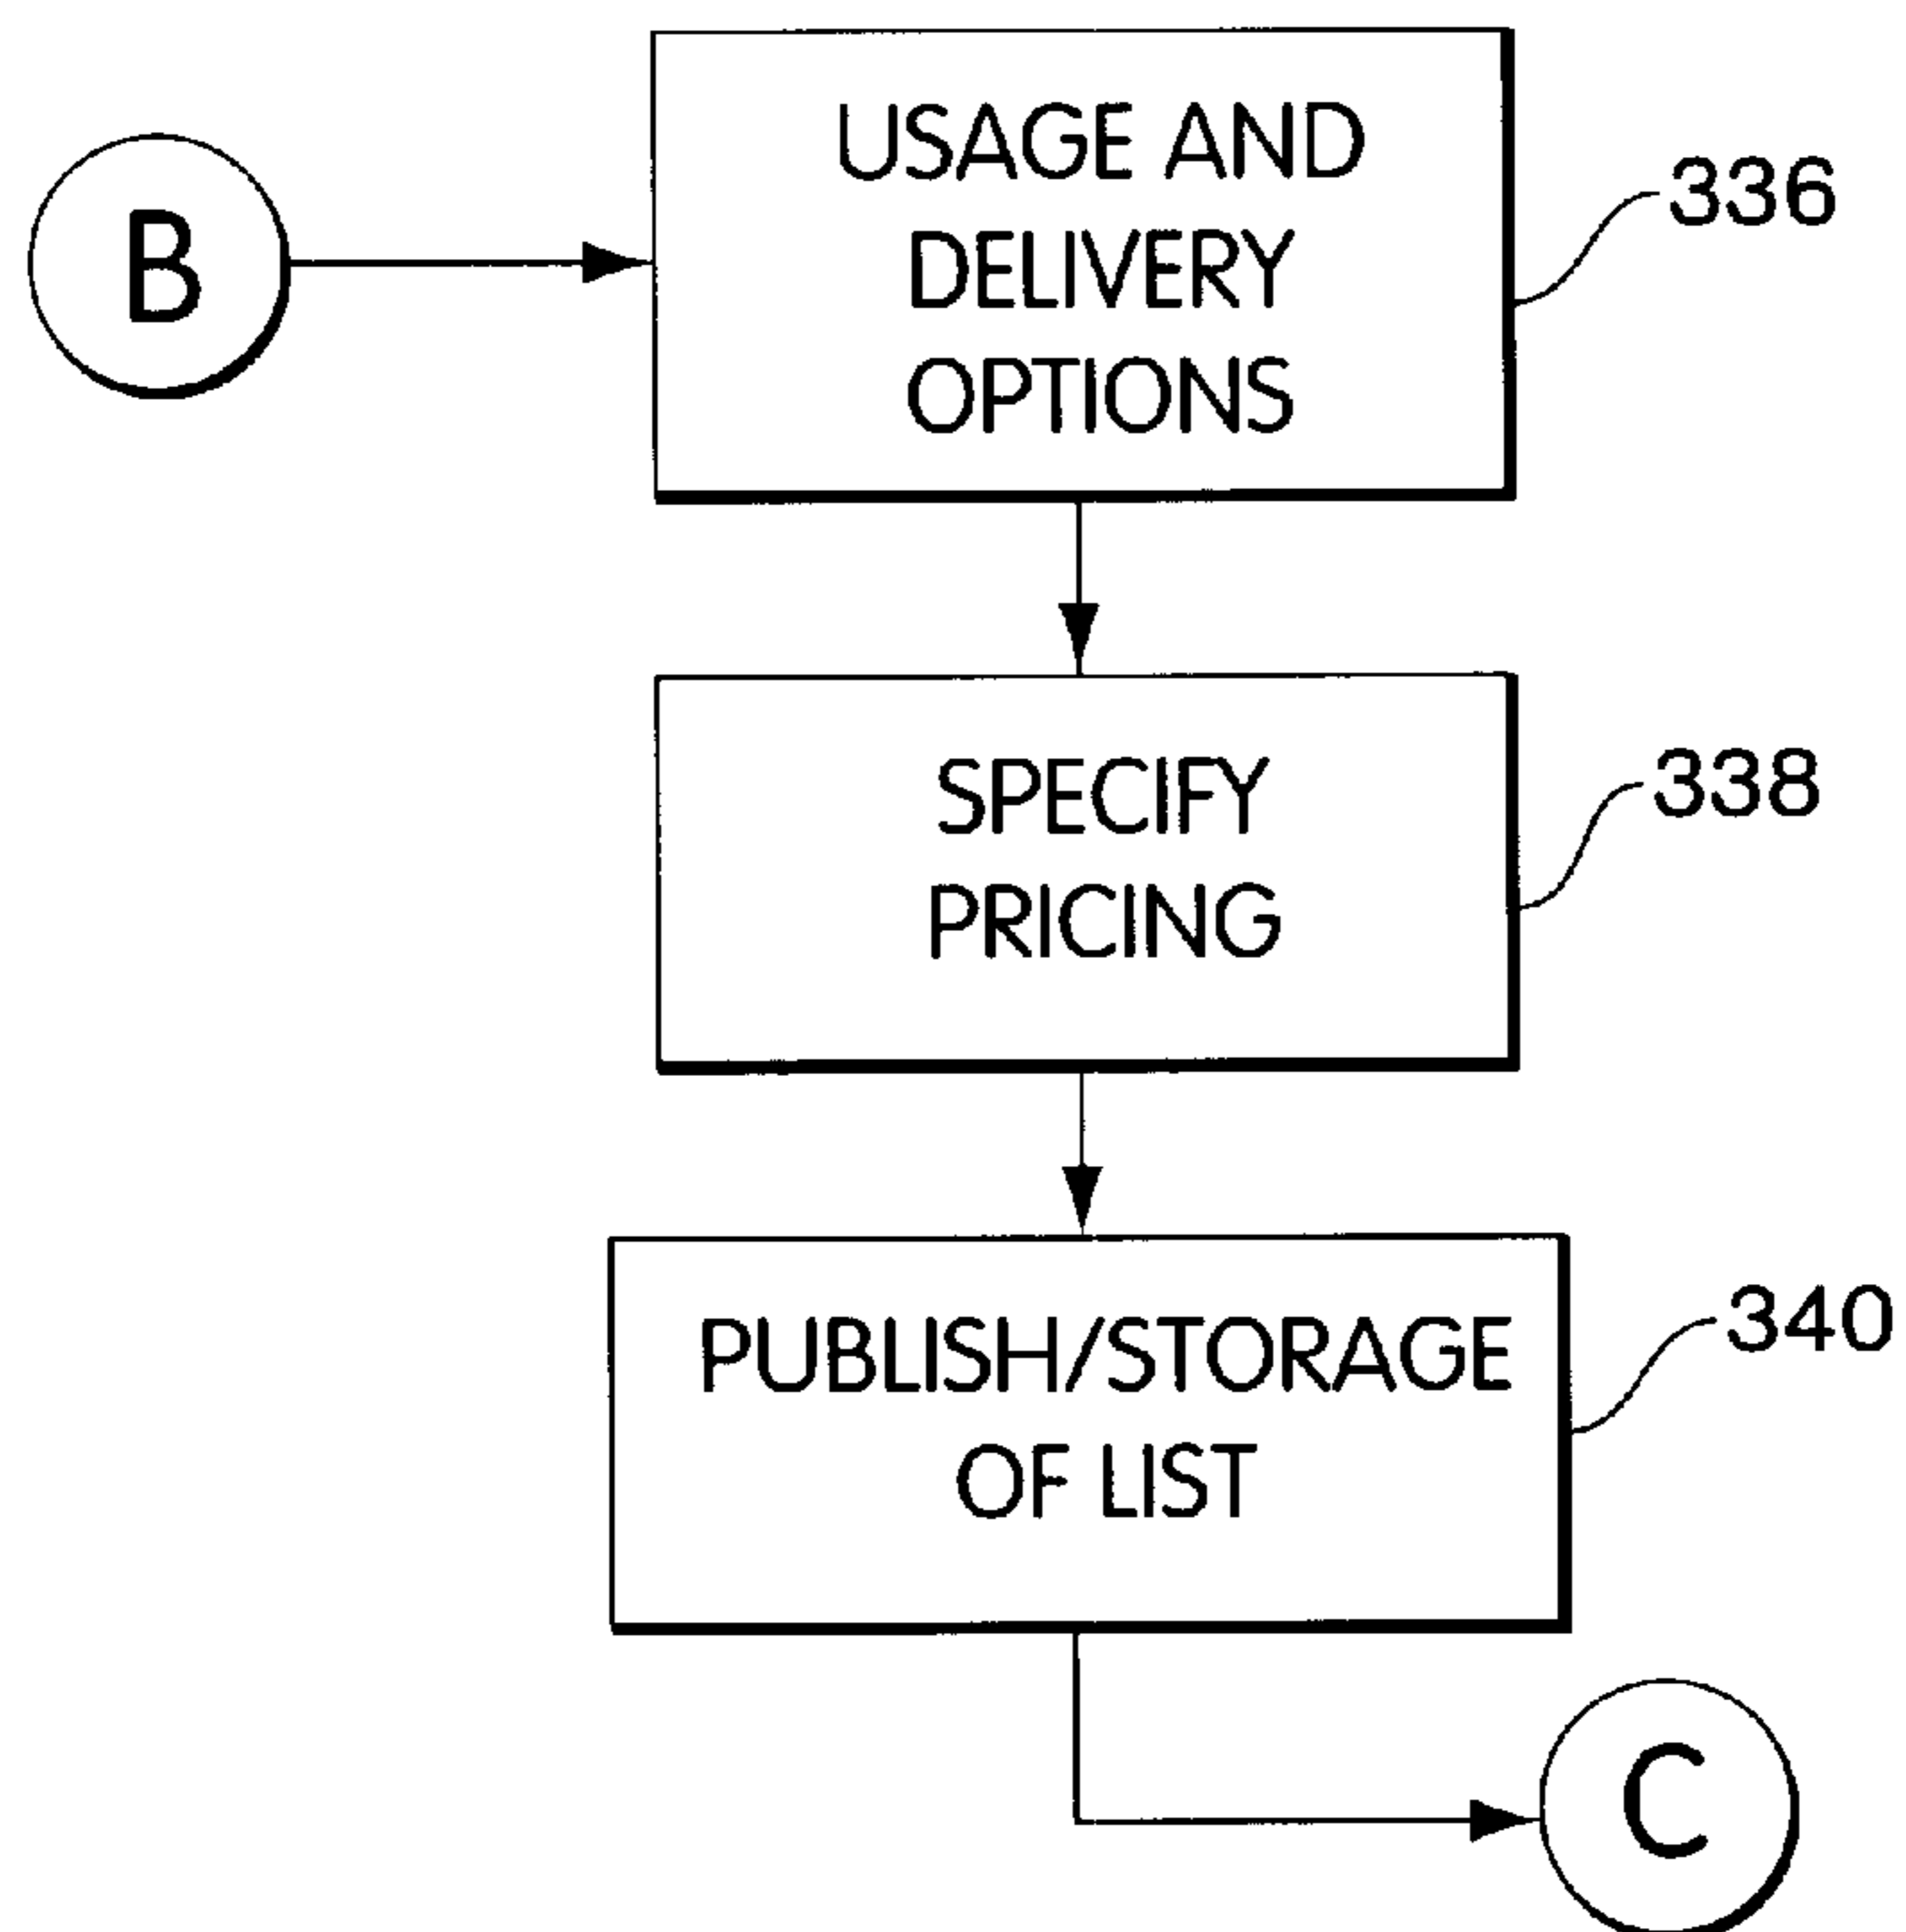 B
USAGE AND
DELIVERY
OPTIONS
336
SPECIFY
PRICING
338
PUBLISH/STORAGE
OF LIST
340
C